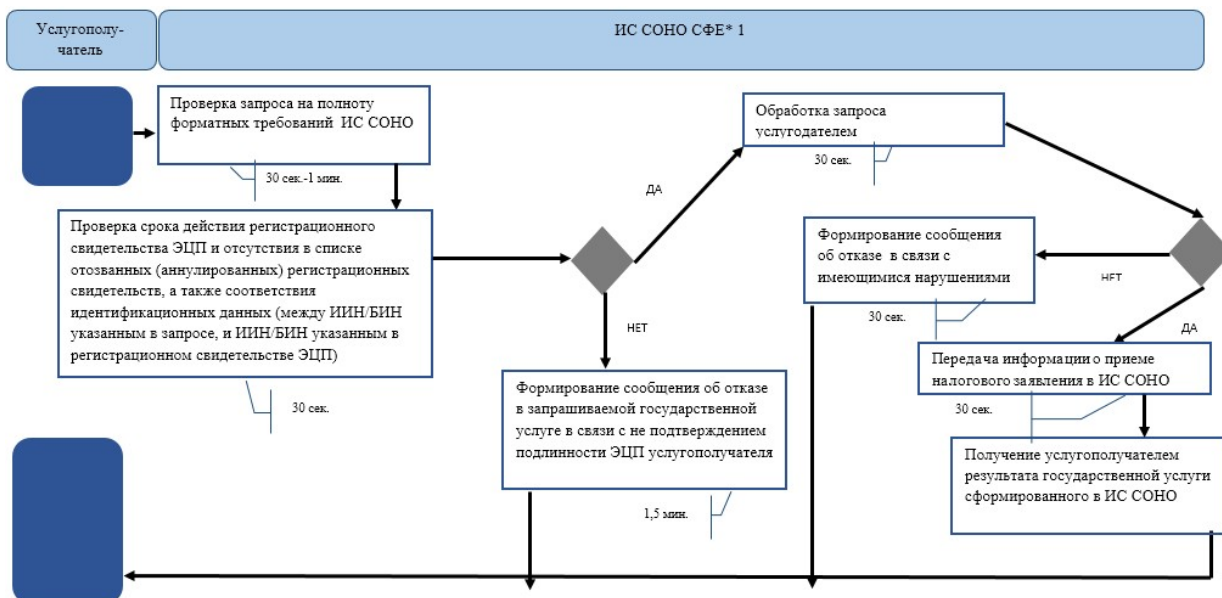 Услугополу-
чатель
ИС СОНО СФЕ* 1
Проверка запроса на полноту
форматных требований ИС СОНО
30 сек.-1 мин.
Обработка запроса
услугодателем
30 сек.
ДА
Проверка срока действия регистрационного
свидетельства ЭЦП и отсутствия в списке
отозванных (аннулированных) регистрационных
свидетельств, а также соответствия
идентификационных данных (между ИИН/БИН
указанным в запросе, и ИИН/БИН указанным в
регистрационном свидетельстве ЭЦП)
30 сек.
НЕТ
Формирование сообщения об отказе
в запрашиваемой государственной
услуге в связи с не подтверждением
подлинности ЭЦП услугополучателя
1,5 мин.
Формирование сообщения
об отказе в связи с
имеющимися нарушениями
30 сек.
НЕТ
ДА
Передача информации о приеме
налогового заявления в ИС СОНО
30 сек.
Получение услугополучателем
результата государственной услуги
сформированного в ИС СОНО